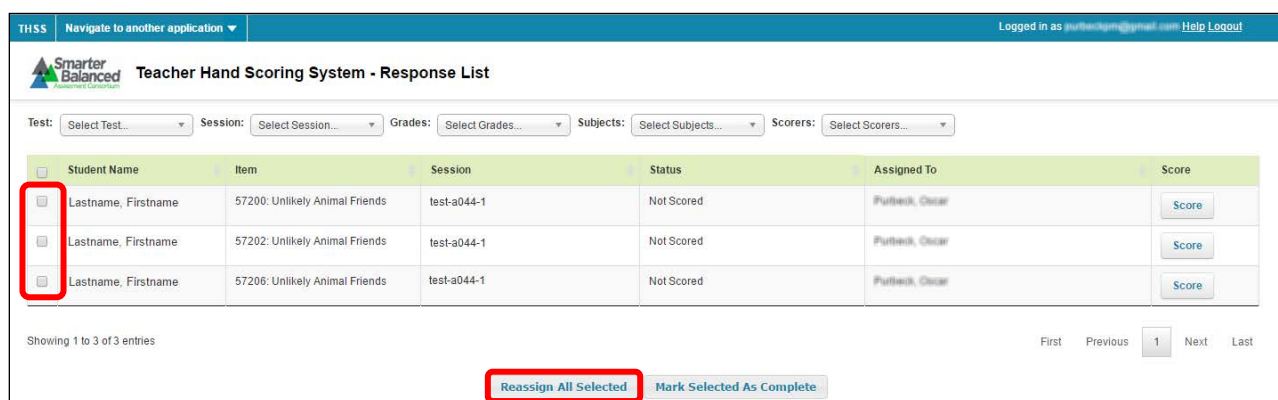 THSS Navigate to another application Logged in as Help Logout
Smarter
Balanced
Assessment Consortium
Teacher Hand Scoring System - Response List
Test: Select Test... Session: Select Session... Grades: Select Grades... Subjects: Select Subjects... Scorers: Select Scorers...
Student Name Item Session Status Assigned To Score
Lastname, Firstname 57200: Unlikely Animal Friends test-a044-1 Not Scored Score
Lastname, Firstname 57202: Unlikely Animal Friends test-a044-1 Not Scored Score
Lastname, Firstname 57206: Unlikely Animal Friends test-a044-1 Not Scored Score
Showing 1 to 3 of 3 entries First Previous 1 Next Last
Reassign All Selected Mark Selected As Complete